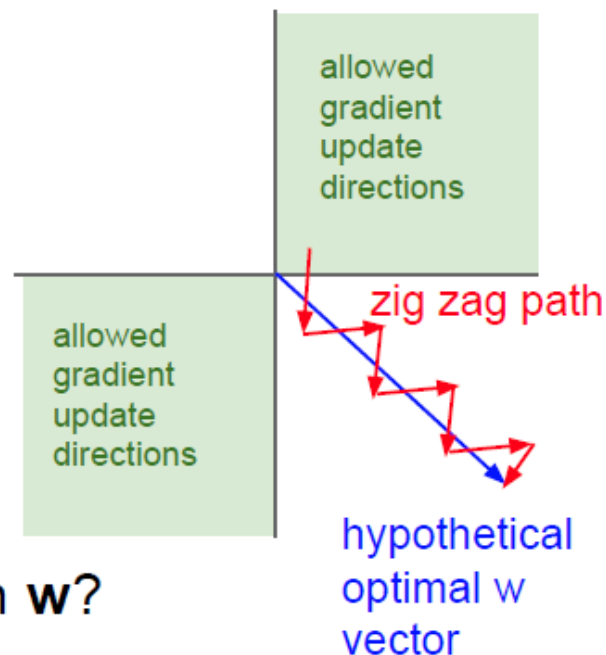 allowed
gradient
update
directions
zig zag path
allowed
gradient
update
directions
hypothetical
optimal w
vector
w?